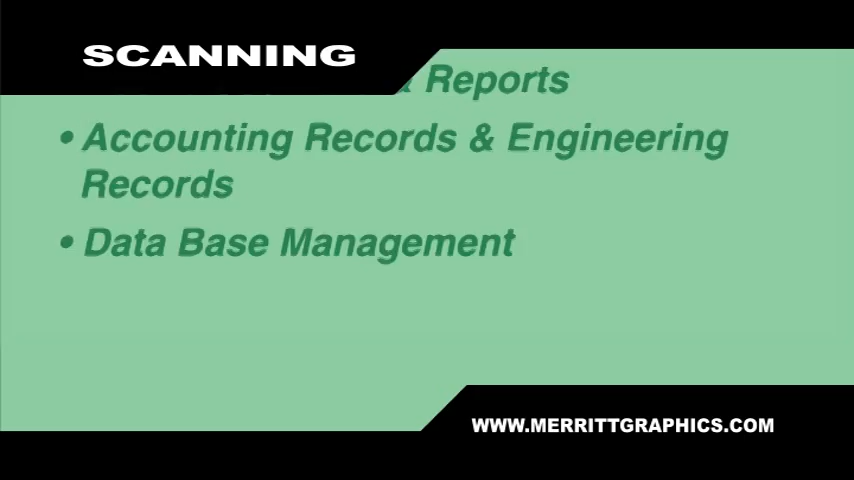 SCANNING
& Reports
• Accounting Records & Engineering
Records
• Data Base Management
WWW.MERRITTGRAPHICS.COM